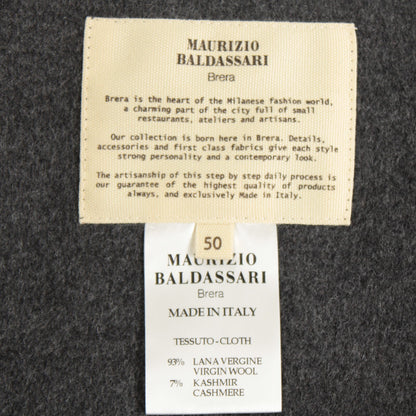 MAURIZIO
BALDASSARI
Brera
Brera is the heart of the Milanese fashion world,
a charming part of the city full of small
restaurants, ateliers and artisans.
Our collection is born here in Brera. Details,
accessories and first class fabrics give each style
strong personality and a contemporary look.
The artisanship of this step by step daily process is
our guarantee of the highest quality of products
always, and exclusively Made in Italy.
50
MAURIZIO
BALDASSARI
Brera
MADE IN ITALY
TESSUTO-CLOTH
93% LANA VERGINE
VIRGIN WOOL
7% KASHMIR
CASHMERE